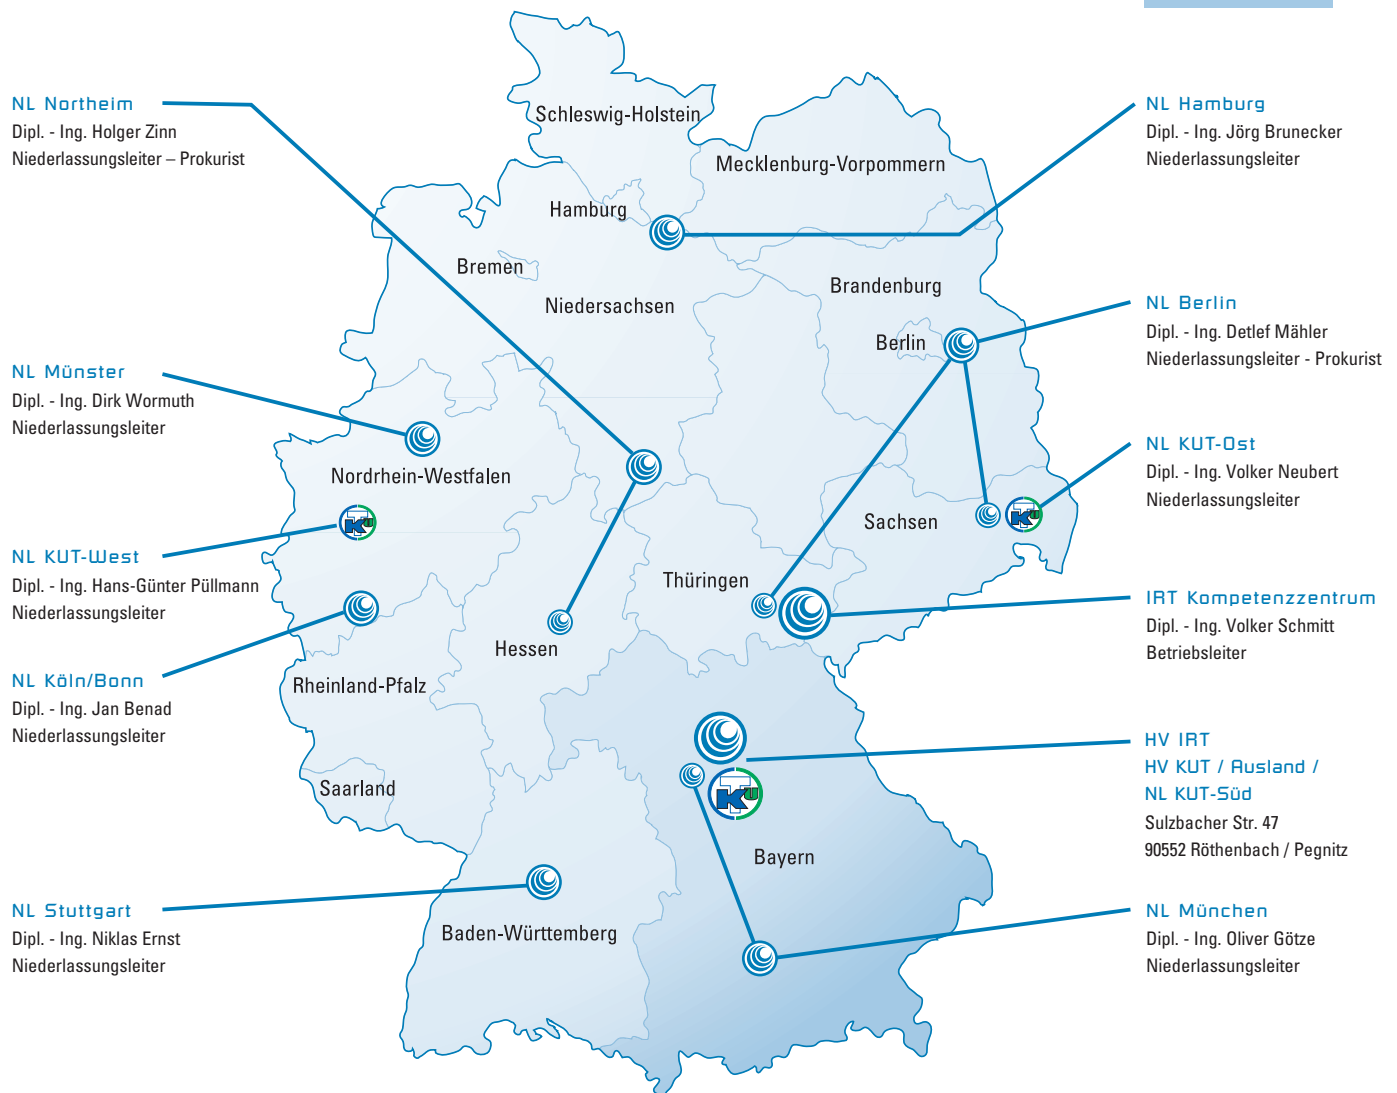 NL Northeim
Dipl. - Ing. Holger Zinn
Niederlassungsleiter – Prokurist
NL Münster
Dipl. - Ing. Dirk Wormuth
Niederlassungsleiter
NL KUT-West
Dipl. - Ing. Hans-Günter Püllmann
Niederlassungsleiter
NL Köln/Bonn
Dipl. - Ing. Jan Benad
Niederlassungsleiter
NL Stuttgart
Dipl. - Ing. Niklas Ernst
Niederlassungsleiter
Schleswig-Holstein
Mecklenburg-Vorpommern
Hamburg
Bremen
Niedersachsen
Brandenburg
Berlin
Nordrhein-Westfalen
KTU
Sachsen
KTU
Thüringen
Hessen
Rheinland-Pfalz
Saarland
KTU
Bayern
Baden-Württemberg
NL Hamburg
Dipl. - Ing. Jörg Brunecker
Niederlassungsleiter
NL Berlin
Dipl. - Ing. Detlef Mähler
Niederlassungsleiter - Prokurist
NL KUT-Ost
Dipl. - Ing. Volker Neubert
Niederlassungsleiter
IRT Kompetenzzentrum
Dipl. - Ing. Volker Schmitt
Betriebsleiter
HV IRT
HV KUT / Ausland /
NL KUT-Süd
Sulzbacher Str. 47
90552 Röthenbach / Pegnitz
NL München
Dipl. - Ing. Oliver Götze
Niederlassungsleiter